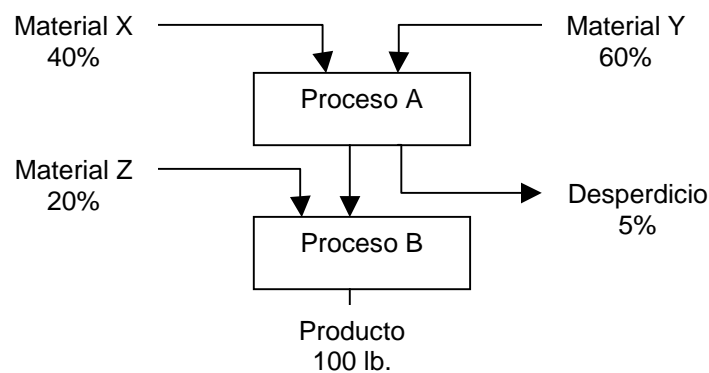 Material X
40%
Material Y
60%
Proceso A
Material Z
20%
Desperdicio
5%
Proceso B
Producto
100 lb.